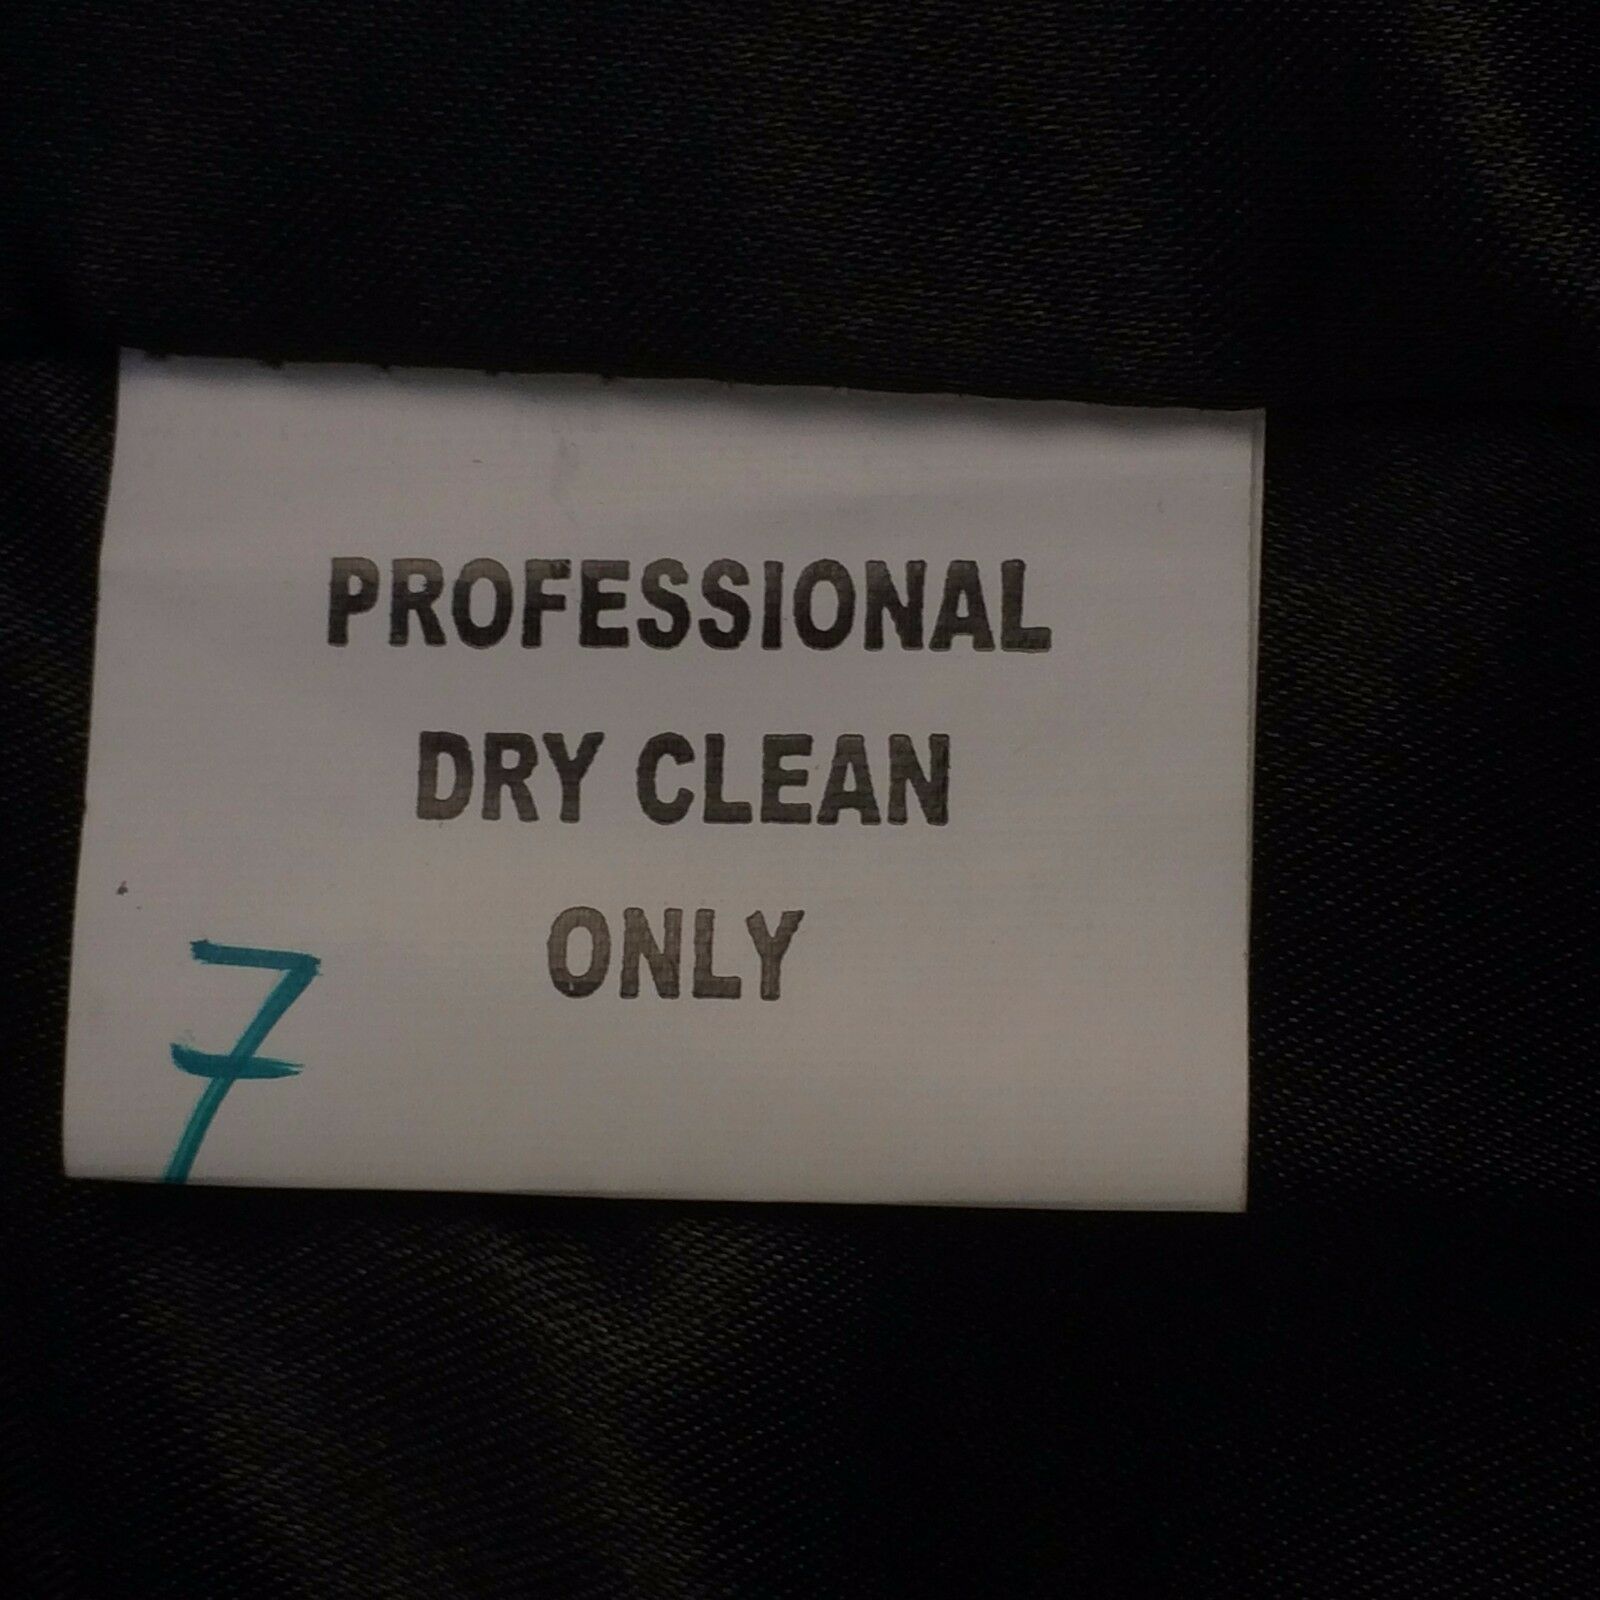 PROFESSIONAL
DRY CLEAN
ONLY
7